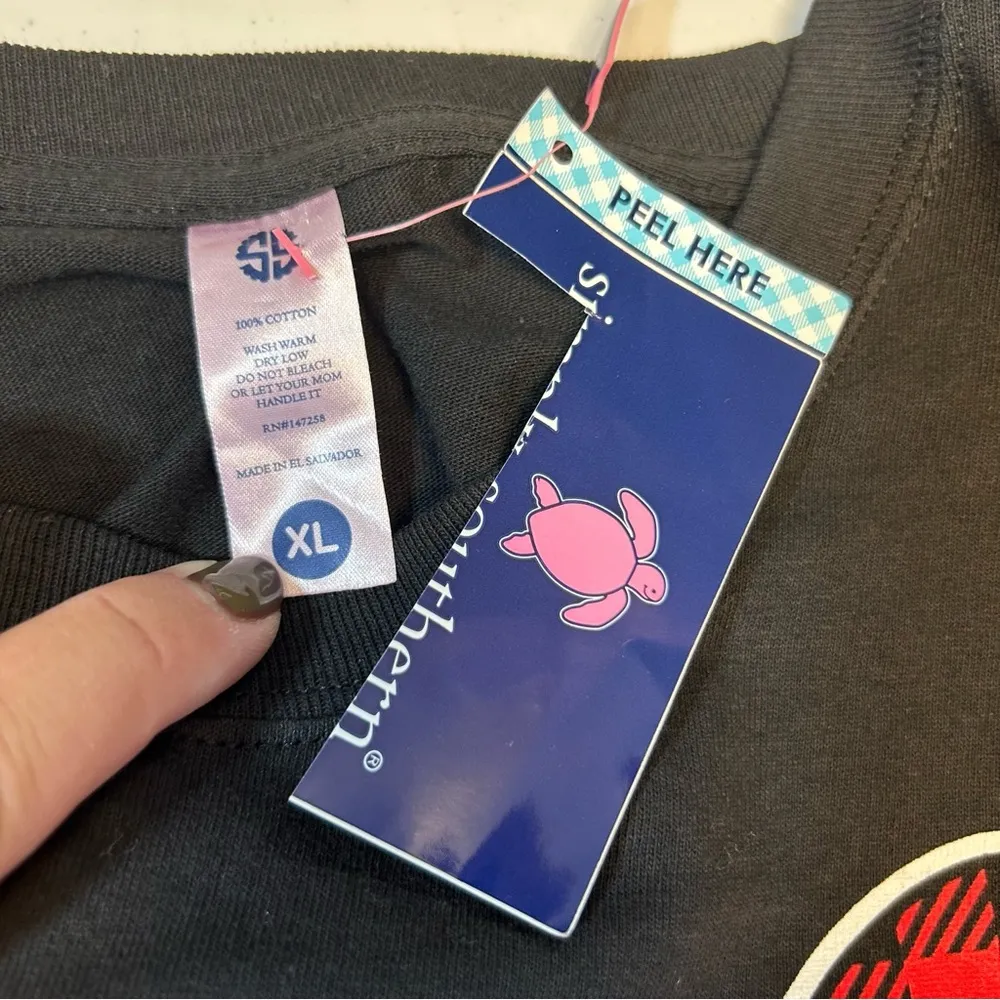 SS
100% COTTON
WASH WARM
DRY LOW
DO NOT BLEACH
OR LET YOUR MOM
HANDLE IT
RN#147258
MADE IN EL SALVADOR
XL
PEEL HERE
simply southern®